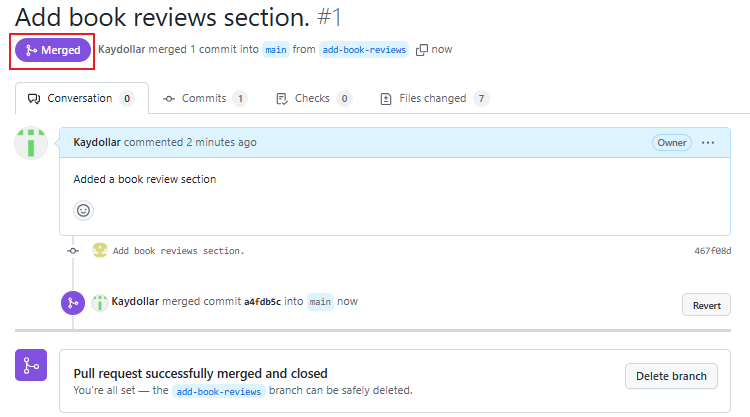 Add book reviews section. #1
Merged Kaydollar merged 1 commit into main from add-book-reviews now
Conversation 0 Commits 1 Checks 0 Files changed 7
Kaydollar commented 2 minutes ago Owner ...
Added a book review section
Add book reviews section. 467f08d
Kaydollar merged commit a4fdb5c into main now Revert
Pull request successfully merged and closed
You're all set — the add-book-reviews branch can be safely deleted.
Delete branch